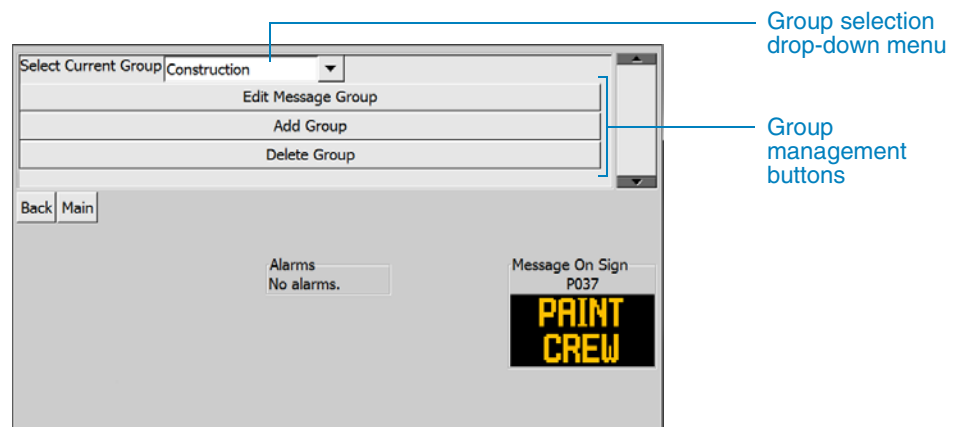 Group selection
drop-down menu
Select Current Group Construction
Edit Message Group
Add Group
Delete Group
Group
management
buttons
Back Main
Alarms
No alarms.
Message On Sign
P037
PAINT
CREW